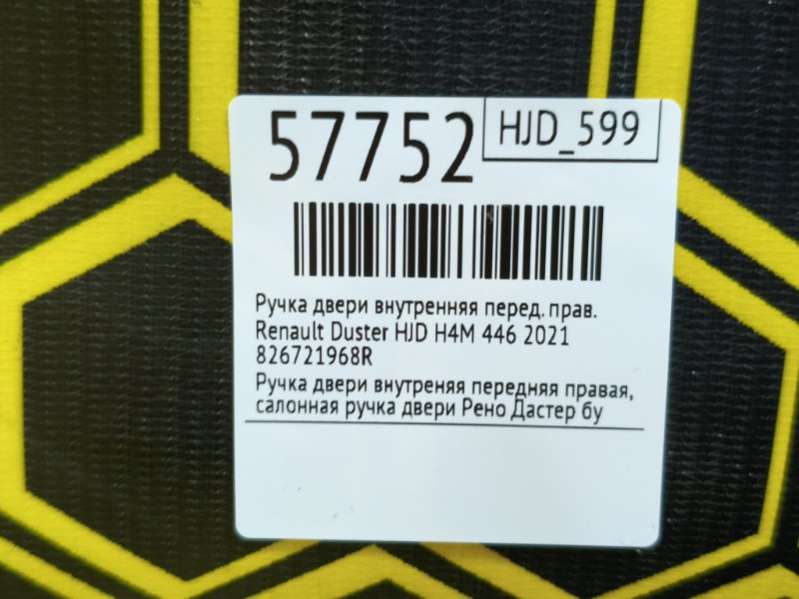 57752
HJD_599
Ручка двери внутренняя перед. прав.
Renault Duster HJD H4M 446 2021
826721968R
Ручка двери внутреняя передняя правая,
салонная ручка двери Рено Дастер бу